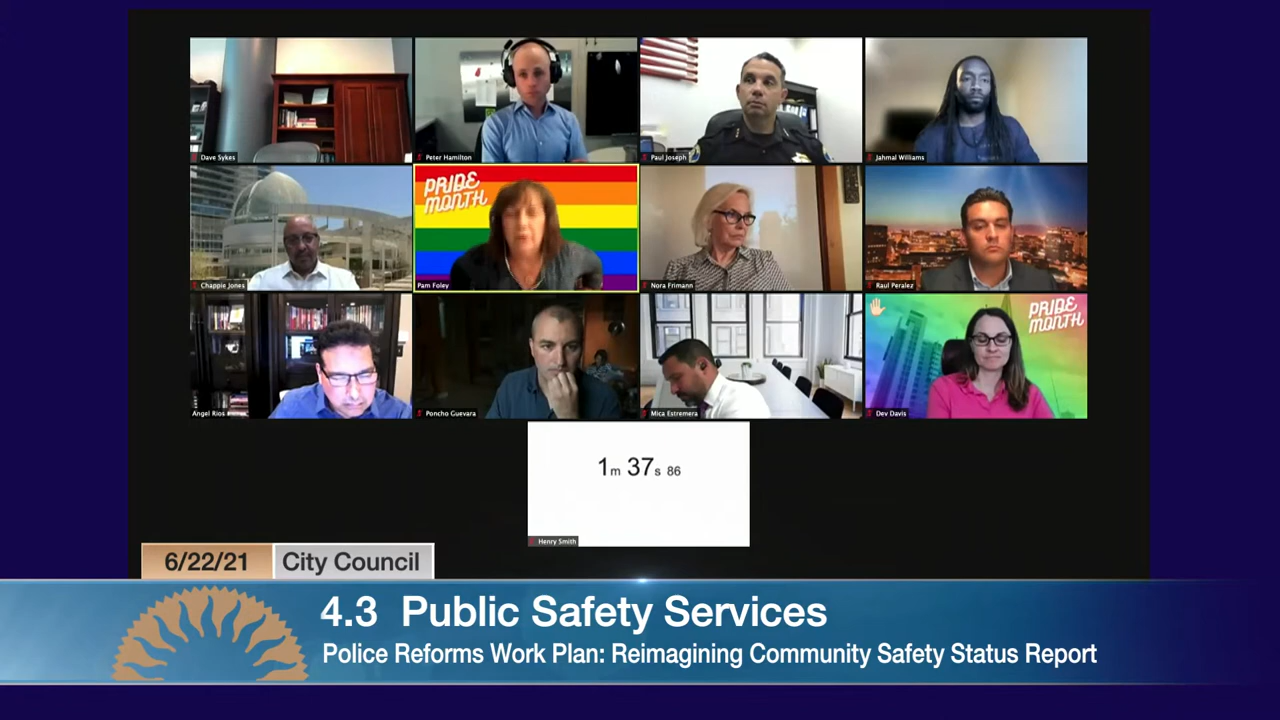 Dave Sykes
Peter Hamilton
Paul Joseph
Jahmal Williams
PRIDE
MONTH
Chappie Jones
Pam Foley
Nora Frimann
Raul Peralez
PRIDE
MONTH
Angel Rios
Poncho Guevara
Mica Estremera
Dev Davis
1m 37s 86
Henry Smith
6/22/21 City Council
4.3 Public Safety Services
Police Reforms Work Plan: Reimagining Community Safety Status Report